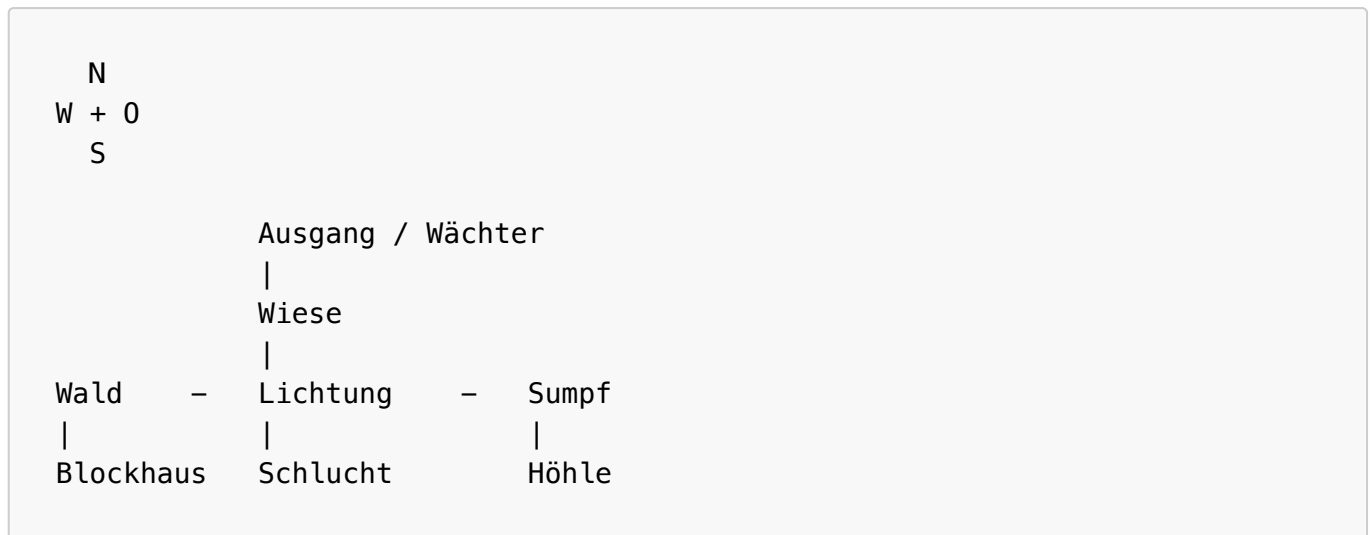 N
W + O
S
Ausgang / Wächter
|
Wiese
|
Wald – Lichtung – Sumpf
| | |
Blockhaus Schlucht Höhle